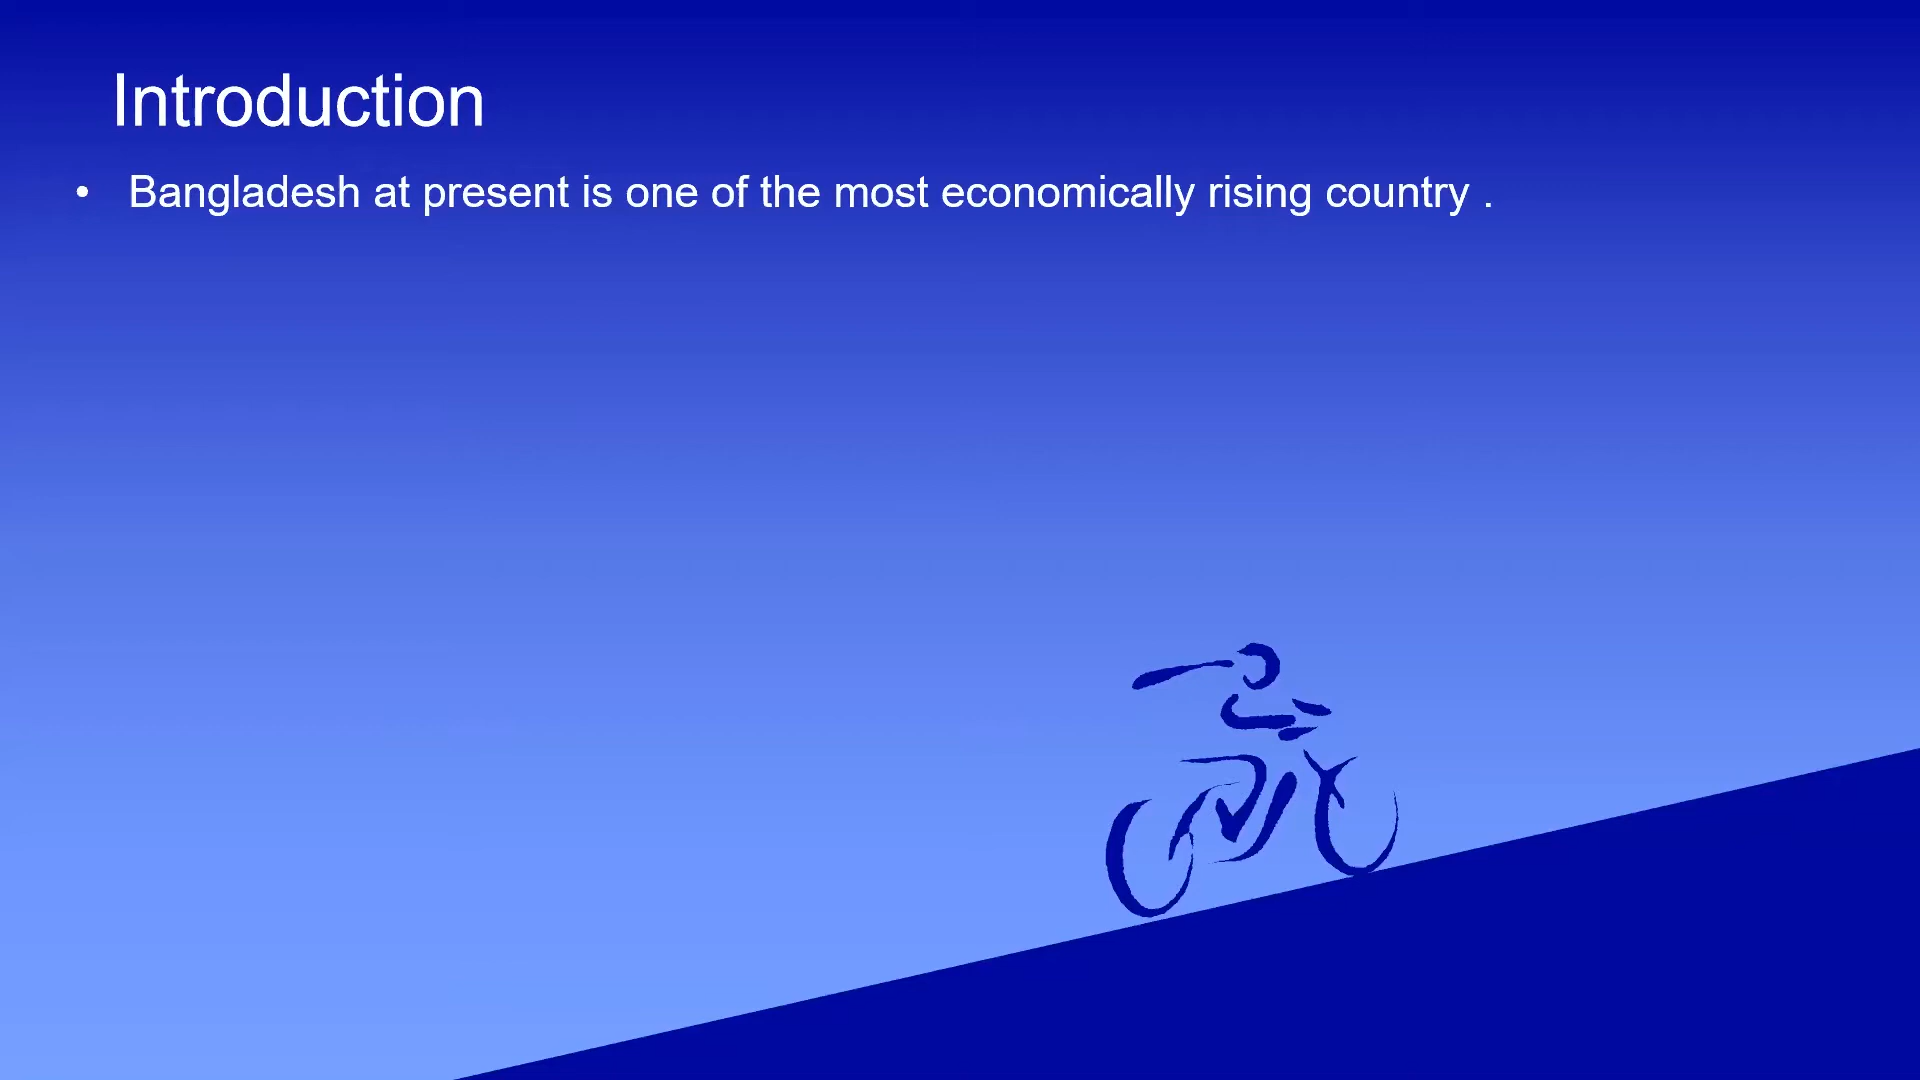 Introduction
• Bangladesh at present is one of the most economically rising country .